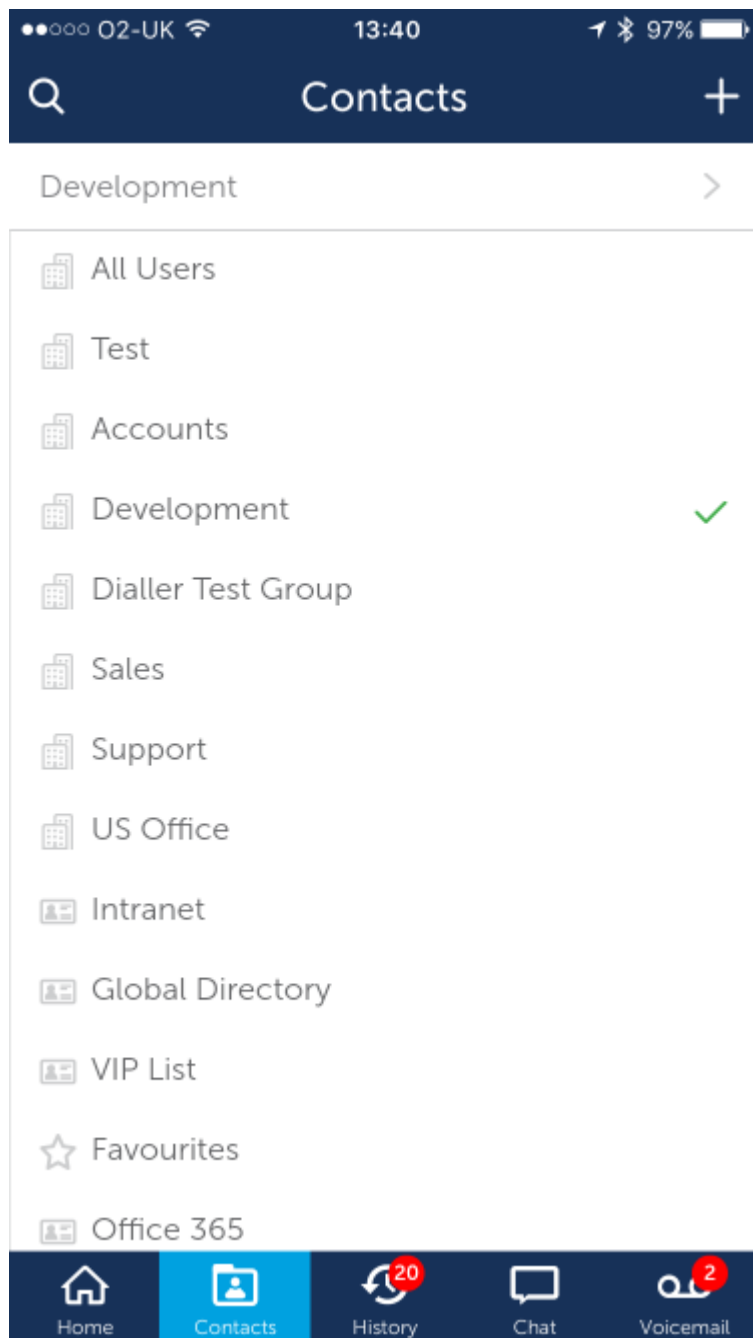 O2-UK 13:40 97%
Contacts
Development
All Users
Test
Accounts
Development
Dialler Test Group
Sales
Support
US Office
Intranet
Global Directory
VIP List
Favourites
Office 365
20 2
Home Contacts History Chat Voicemail